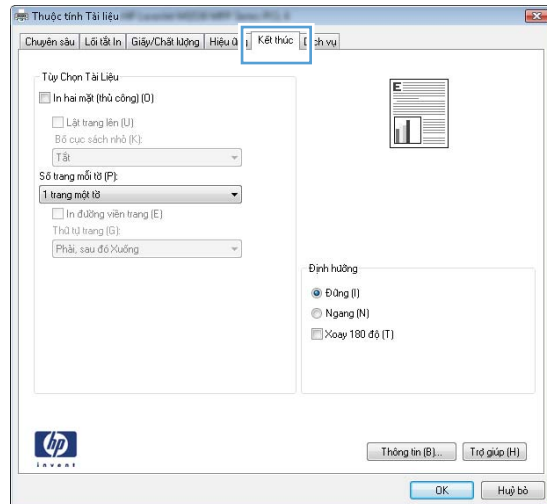 Thuộc tính Tài liệu
Chuyên sâu Lối tắt In Giấy/Chất lượng Hiệu ứ Kết thúc ch vụ
Tùy Chọn Tài Liệu
In hai mặt (thủ công) (O)
Lật trang lên (U)
Bố cục sách nhỏ (K):
Tắt
Số trang mỗi tờ (P):
1 trang một tờ
In đường viền trang (E)
Thứ tự trang (G):
Phải, sau đó Xuống
E
Định hướng
Đứng (I)
Ngang (N)
Xoay 180 độ (T)
hp
invent
Thông tin (B)... Trợ giúp (H)
OK Huỷ bỏ